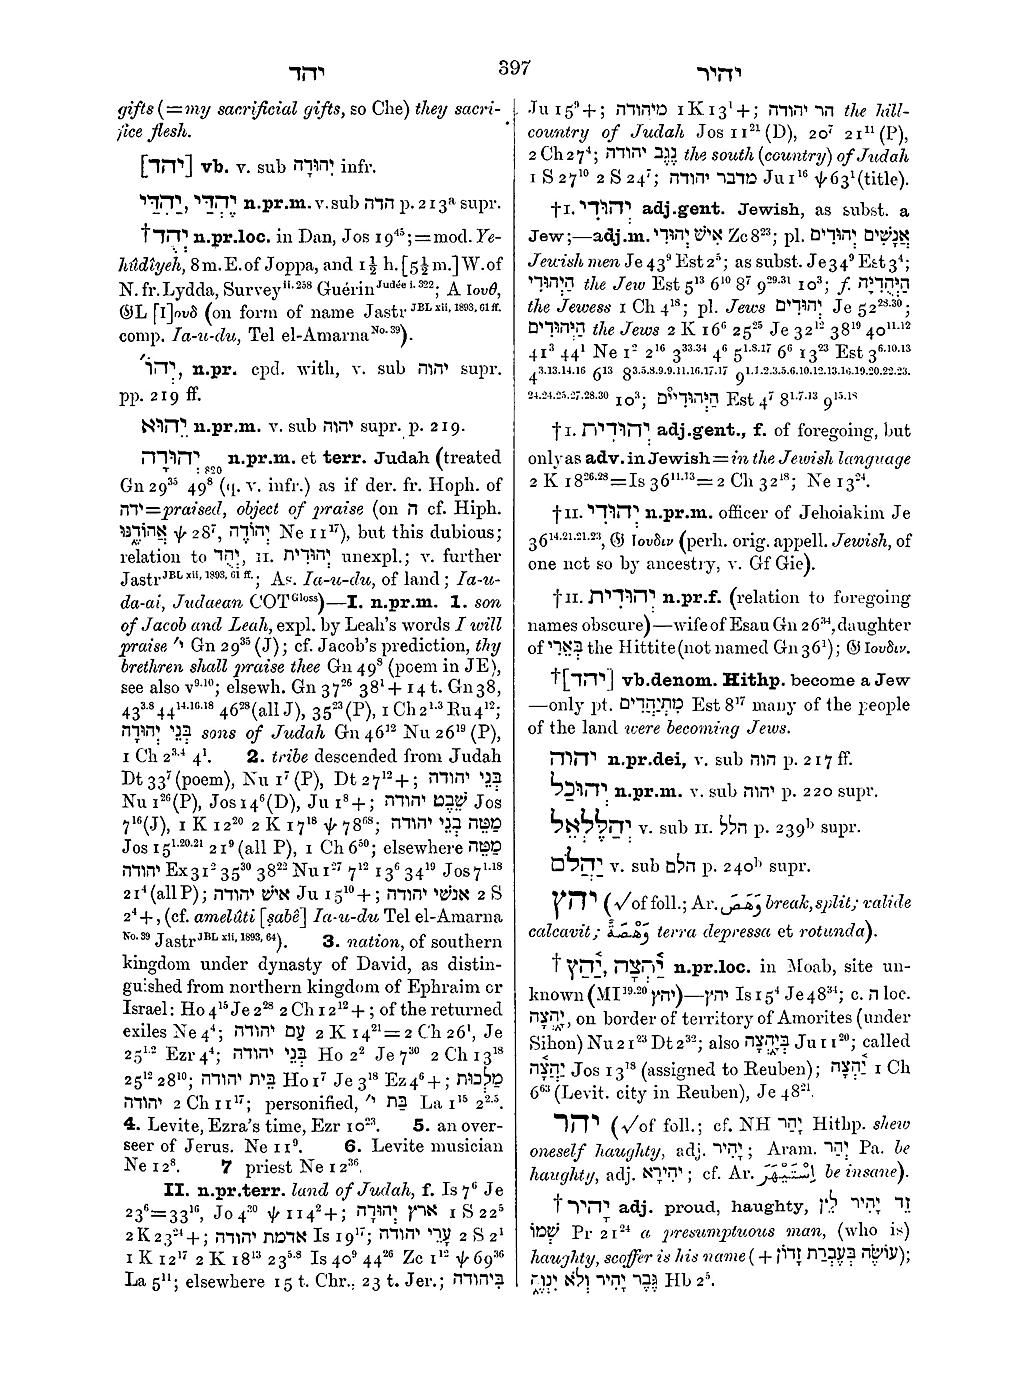 יהד
397
יהיר
gifts (=my sacrificial gifts, so Che) they sacri-
fice flesh.
[יהד] vb. v. sub יְהוּדָה infr.
יֶהְדַּי, יַהְדַּי n.pr.m. v. sub הדה p. 213ᵃ supr.
†יְהֻד n.pr.loc. in Dan, Jos 19⁴⁵; = mod. Ye-
hûdîyeh, 8 m. E. of Joppa, and 1½ h. [5½ m.] W. of
N. fr. Lydda, Survey ii. 258 Guérin Judée i. 322; A Ιουθ,
𝔊L [Ι]ουδ (on form of name Jastr JBL xii, 1893, 61 ff.
comp. Ia-u-du, Tel el-Amarna No. 39).
יְהוֹ׳, n.pr. cpd. with, v. sub יהוה supr.
pp. 219 ff.
יֵהוּא n.pr.m. v. sub יהוה supr. p. 219.
יְהוּדָה 820 n.pr.m. et terr. Judah (treated
Gn 29³⁵ 49⁸ (q. v. infr.) as if der. fr. Hoph. of
ידה=praised, object of praise (on ה cf. Hiph.
אֲהוֹדֶנּוּ ψ 28⁷, יְהוֹדֶה Ne 11¹⁷), but this dubious;
relation to יְהֻד, II. יְהוּדִית unexpl.; v. further
Jastr JBL xii, 1893, 61 ff.; As. Ia-u-du, of land; Ia-u-
da-ai, Judaean COT Gloss)—I. n.pr.m. 1. son
of Jacob and Leah, expl. by Leah's words I will
praise י׳ Gn 29³⁵ (J); cf. Jacob's prediction, thy
brethren shall praise thee Gn 49⁸ (poem in JE),
see also v⁹·¹⁰; elsewh. Gn 37²⁶ 38¹ + 14 t. Gn 38,
43³·⁸ 44¹⁴·¹⁶·¹⁸ 46²⁸ (all J), 35²³ (P), 1 Ch 2¹·³ Ru 4¹²;
בְּנֵי יְהוּדָה sons of Judah Gn 46¹² Nu 26¹⁹ (P),
1 Ch 2³·⁴ 4¹. 2. tribe descended from Judah
Dt 33⁷ (poem), Nu 1⁷ (P), Dt 27¹² +; בְּנֵי יהודה
Nu 1²⁶ (P), Jos 14⁶ (D), Ju 1⁸ +; שֵׁבֶט יהודה Jos
7¹⁶ (J), 1 K 12²⁰ 2 K 17¹⁸ ψ 78⁶⁸; מַטֵּה בְּנֵי יהודה
Jos 15¹·²⁰·²¹ 21⁹ (all P), 1 Ch 6⁵⁰; elsewhere מַטֵּה
יהודה Ex 31² 35³⁰ 38²² Nu 1²⁷ 7¹² 13⁶ 34¹⁹ Jos 7¹·¹⁸
21⁴ (all P); אִישׁ יהודה Ju 15¹⁰ +; אנשׁי יהודה 2 S
2⁴ +, (cf. amelûti [ṣabê] Ia-u-du Tel el-Amarna
No. 39 Jastr JBL xii, 1893, 64). 3. nation, of southern
kingdom under dynasty of David, as distin-
guished from northern kingdom of Ephraim or
Israel: Ho 4¹⁵ Je 2²⁸ 2 Ch 12¹² +; of the returned
exiles Ne 4⁴; עַם יהודה 2 K 14²¹ = 2 Ch 26¹, Je
25¹·² Ezr 4⁴; בְּנֵי יהודה Ho 2² Je 7³⁰ 2 Ch 13¹⁸
25¹² 28¹⁰; בֵּית יהודה Ho 1⁷ Je 3¹⁸ Ez 4⁶ +; מַלְכוּת
יהודה 2 Ch 11¹⁷; personified, בַּת י׳ La 1¹⁵ 2²·⁵.
4. Levite, Ezra's time, Ezr 10²³. 5. an over-
seer of Jerus. Ne 11⁹. 6. Levite musician
Ne 12⁸. 7 priest Ne 12³⁶.
II. n.pr.terr. land of Judah, f. Is 7⁶ Je
23⁶=33¹⁶, Jo 4²⁰ ψ 114² +; ארץ יְהוּדָה 1 S 22⁵
2 K 23²⁴ +; אדמת יהודה Is 19¹⁷; עָרֵי יהודה 2 S 2¹
1 K 12¹⁷ 2 K 18¹³ 23⁵·⁸ Is 40⁹ 44²⁶ Zc 1¹² ψ 69³⁶
La 5¹¹; elsewhere 15 t. Chr.; 23 t. Jer.; בִּיהוּדה
Ju 15⁹ +; מיהודה 1 K 13¹ +; הר יהודה the hill-
country of Judah Jos 11²¹ (D), 20⁷ 21¹¹ (P),
2 Ch 27⁴; נֶגֶב יהודה the south (country) of Judah
1 S 27¹⁰ 2 S 24⁷; מדבר יהודה Ju 1¹⁶ ψ 63¹ (title).
†I. יְהוּדִי adj.gent. Jewish, as subst. a
Jew;—adj.m. אִישׁ יְהוּדִי Zc 8²³; pl. אֲנָשִׁים יְהוּדִים
Jewish men Je 43⁹ Est 2⁵; as subst. Je 34⁹ Est 3⁴;
הַיְּהוּדִי the Jew Est 5¹³ 6¹⁰ 8⁷ 9²⁹·³¹ 10³; f. הַיְּהֻדִיָּה
the Jewess 1 Ch 4¹⁸; pl. Jews יְהוּדִים Je 52²⁸·³⁰;
הַיְּהוּדִים the Jews 2 K 16⁶ 25²⁵ Je 32¹² 38¹⁹ 40¹¹·¹²
41³ 44¹ Ne 1² 2¹⁶ 3³³·³⁴ 4⁶ 5¹·⁸·¹⁷ 6⁶ 13²³ Est 3⁶·¹⁰·¹³
4³·¹³·¹⁴·¹⁶ 6¹³ 8³·⁵·⁸·⁹·⁹·¹¹·¹⁶·¹⁷·¹⁷ 9¹·¹·²·³·⁵·⁶·¹⁰·¹²·¹³·¹⁶·¹⁹·²⁰·²²·²³·
²⁴·²⁴·²⁵·²⁷·²⁸·³⁰ 10³; הַיְּהוּדִיִּים Est 4⁷ 8¹·⁷·¹³ 9¹⁵·¹⁸
†I. יְהוּדִית adj.gent., f. of foregoing, but
only as adv. in Jewish = in the Jewish language
2 K 18²⁶·²⁸=Is 36¹¹·¹³=2 Ch 32¹⁸; Ne 13²⁴.
†II. יְהוּדִי n.pr.m. officer of Jehoiakim Je
36¹⁴·²¹·²¹·²³, 𝔊 Ιουδιν (perh. orig. appell. Jewish, of
one not so by ancestry, v. Gf Gie).
†II. יְהוּדִית n.pr.f. (relation to foregoing
names obscure)—wife of Esau Gn 26³⁴, daughter
of בְּאֵרִי the Hittite (not named Gn 36¹); 𝔊 Ιουδιν.
†[יהד] vb.denom. Hithp. become a Jew
—only pt. מִתְיַהֲדִים Est 8¹⁷ many of the people
of the land were becoming Jews.
יהוה n.pr.dei, v. sub הוה p. 217 ff.
יְהוּכַל n.pr.m. v. sub יהוה p. 220 supr.
יְהַלֶּלְאֵל v. sub II. הלל p. 239ᵇ supr.
יַהֲלֹם v. sub הלם p. 240ᵇ supr.
יהץ (√ of foll.; Ar. وَهَصَ break, split; valide
calcavit; وَهْصَةٌ terra depressa et rotunda).
†יַ֫הְצָה, יַ֫הַץ n.pr.loc. in Moab, site un-
known (MI¹⁹·²⁰ יהץ)—יהץ Is 15⁴ Je 48³⁴; c. ה loc.
יָהְצָה, on border of territory of Amorites (under
Sihon) Nu 21²³ Dt 2³²; also בְּיָהְצָה Ju 11²⁰; called
יַ֫הְצָה Jos 13¹⁸ (assigned to Reuben); יַהְצָה 1 Ch
6⁶³ (Levit. city in Reuben), Je 48²¹.
יהר (√ of foll.; cf. NH יָהַר Hithp. shew
oneself haughty, adj. יָהִיר; Aram. יְהַר Pa. be
haughty, adj. יְהִירָא; cf. Ar. اِسْتَيْهَرَ be insane).
†יָהִיר adj. proud, haughty, זֵד יָהִיר לֵץ
שְׁמוֹ Pr 21²⁴ a presumptuous man, (who is)
haughty, scoffer is his name (+ עוֹשֶׂה בְּעֶבְרַת זָדוֹן);
גֶּבֶר יָהִיר וְלֹא יִנְוֶה Hb 2⁵.